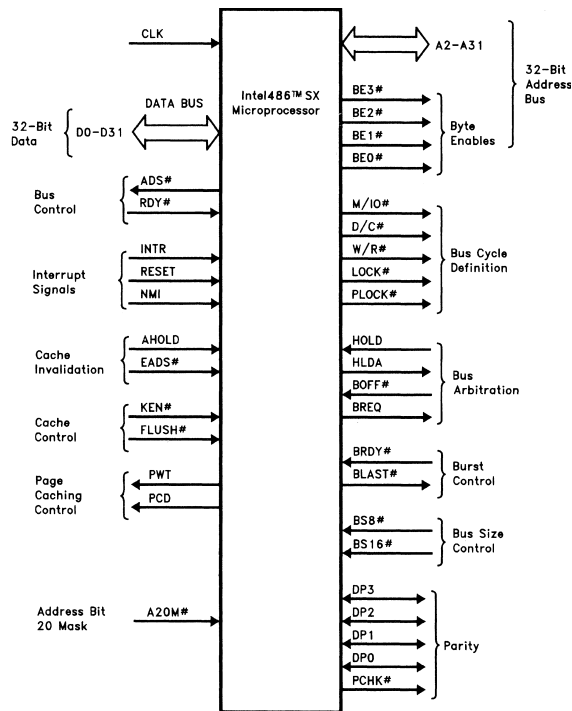 CLK
Intel486™ SX
Microprocessor
A2-A31
32-Bit
Address
Bus
32-Bit
Data
D0-D31
DATA BUS
BE3#
BE2#
BE1#
BE0#
Byte
Enables
Bus
Control
ADS#
RDY#
M/IO#
D/C#
W/R#
LOCK#
PLOCK#
Bus Cycle
Definition
Interrupt
Signals
INTR
RESET
NMI
Cache
Invalidation
AHOLD
EADS#
HOLD
HLDA
BOFF#
BREQ
Bus
Arbitration
Cache
Control
KEN#
FLUSH#
Page
Caching
Control
PWT
PCD
BRDY#
BLAST#
Burst
Control
BS8#
BS16#
Bus Size
Control
Address Bit
20 Mask
A20M#
DP3
DP2
DP1
DP0
PCHK#
Parity